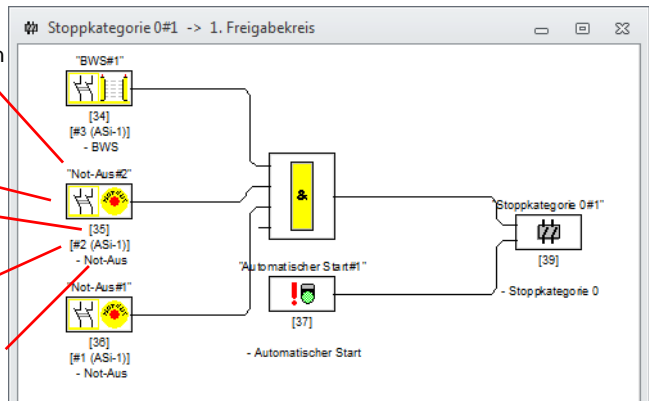 Stoppkategorie 0#1 -> 1. Freigabekreis
n
"BWS#1"
[34]
[#3 (ASi-1)]
- BWS
"Not-Aus#2"
[35]
[#2 (ASi-1)]
- Not-Aus
"Not-Aus#1"
[36]
[#1 (ASi-1)]
- Not-Aus
&
"Automatischer Start#1"
[37]
- Automatischer Start
"Stoppkategorie 0#1"
[39]
- Stoppkategorie 0